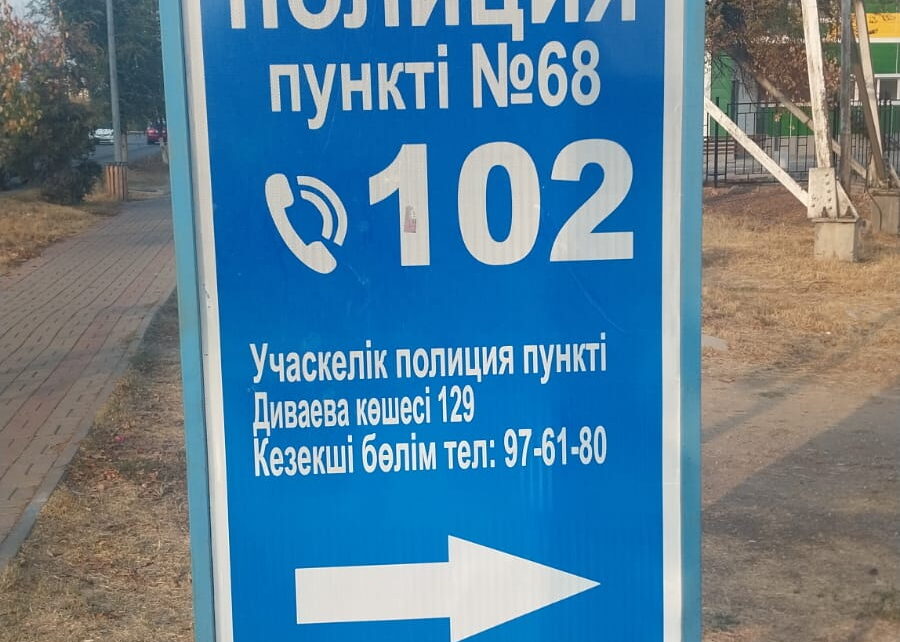 ПОЛИЦИЯ
пункті №68
102
Учаскелік полиция пункті
Диваева көшесі 129
Кезекші бөлім тел: 97-61-80